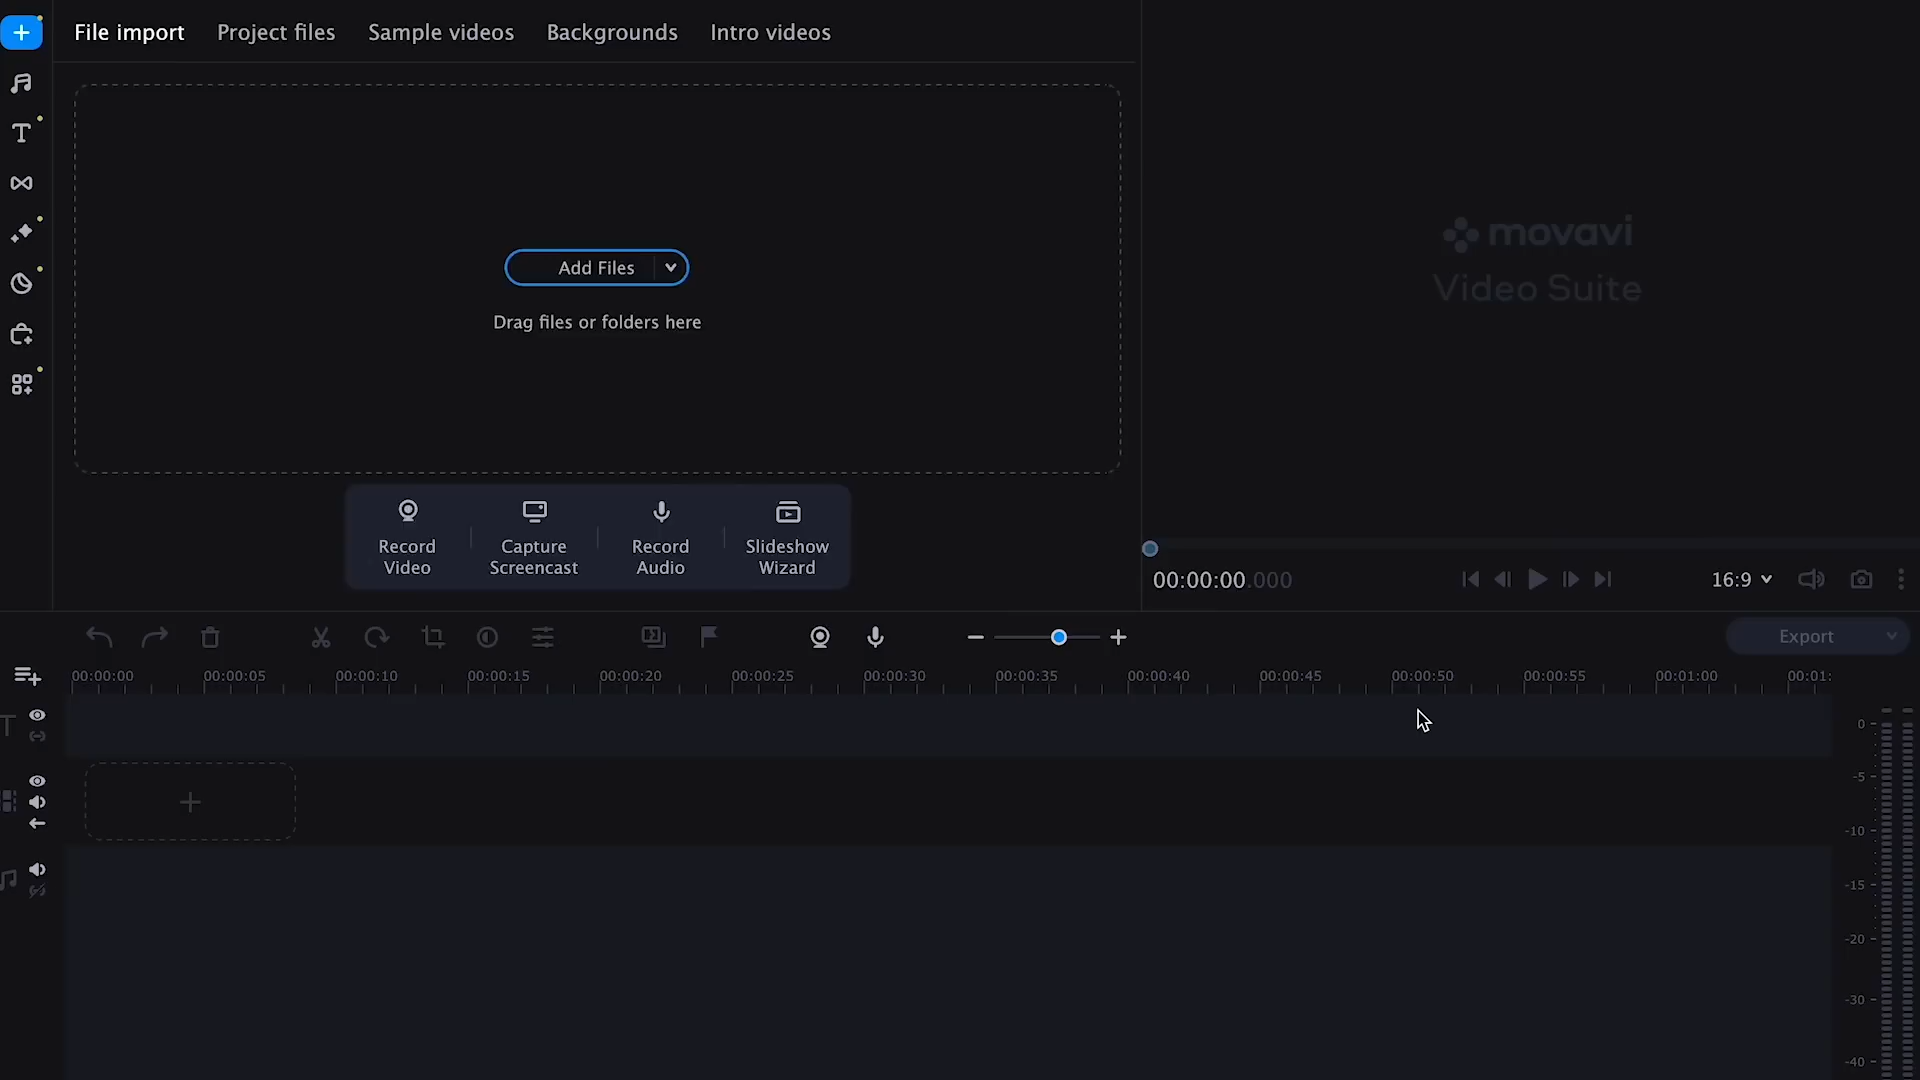 File import Project files Sample videos Backgrounds Intro videos
movavi
Video Suite
Add Files
Drag files or folders here
Record Video
Capture Screencast
Record Audio
Slideshow Wizard
00:00:00.000
16:9
Export
00:00:00 00:00:05 00:00:10 00:00:15 00:00:20 00:00:25 00:00:30 00:00:35 00:00:40 00:00:45 00:00:50 00:00:55 00:01:00 00:01:
0
-5
-10
-15
-20
-30
-40